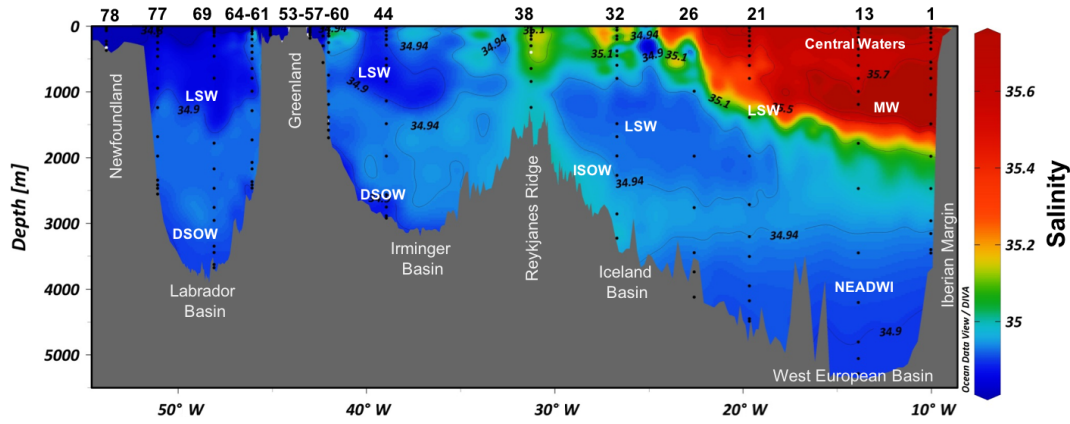 78 77 69 64-61 53-57-60 44 38 32 26 21 13 1
0
1000
2000
3000
4000
5000
Depth [m]
50°W 40°W 30°W 20°W 10°W
Newfoundland
Greenland
Reykjanes Ridge
Iberian Margin
Labrador
Basin
Irminger
Basin
Iceland
Basin
West European Basin
LSW
34.9
DSOW
LSW
34.9
34.94
34.94
34.94
DSOW
35.1
35.1
34.94
34.9
35.1
LSW
ISOW
34.94
35.1
LSW
35.5
Central Waters
35.7
MW
34.94
NEADWI
34.9
Ocean Data View / DIVA
35.6
35.4
35.2
35
Salinity